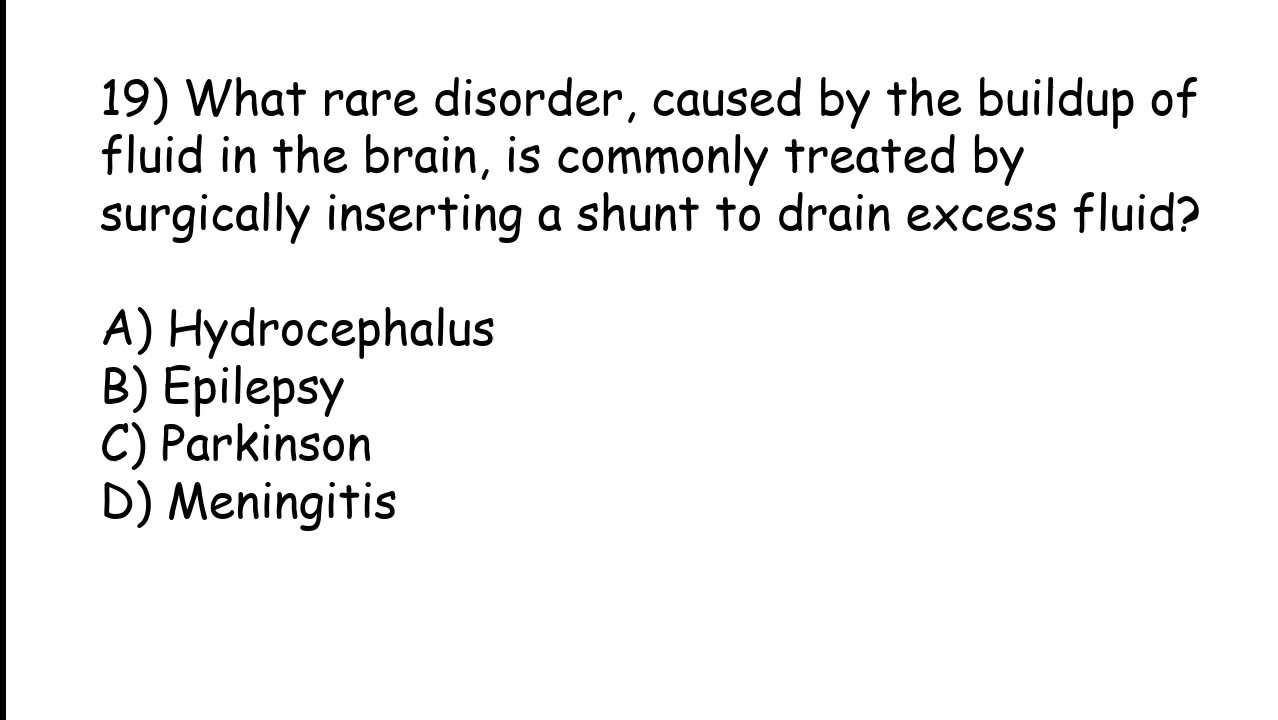 19) What rare disorder, caused by the buildup of
fluid in the brain, is commonly treated by
surgically inserting a shunt to drain excess fluid?
A) Hydrocephalus
B) Epilepsy
C) Parkinson
D) Meningitis